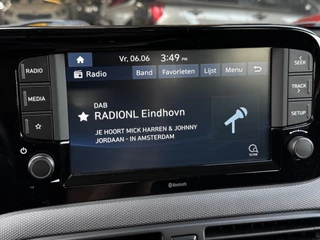 Vr, 06.06 3:49 PM
Radio Band Favorieten Lijst Menu
RADIO
MEDIA
SEEK
TRACK
SETUP
DAB
RADIONL Eindhovn
JE HOORT MICK HARREN & JOHNNY
JORDAAN - IN AMSTERDAM
SCAN
Bluetooth